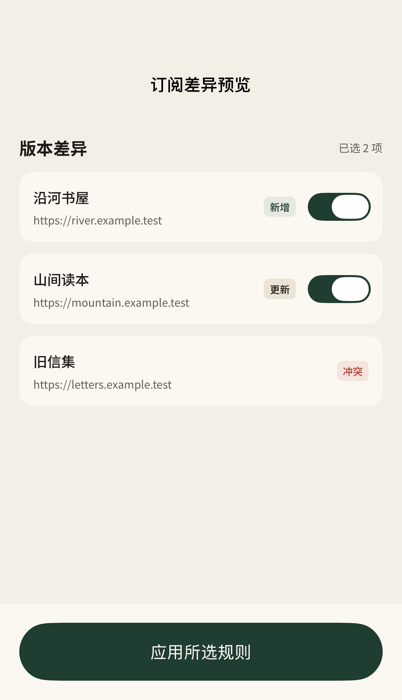 订阅差异预览
版本差异
已选 2 项
沿河书屋
https://river.example.test
新增
山间读本
https://mountain.example.test
更新
旧信集
https://letters.example.test
冲突
应用所选规则